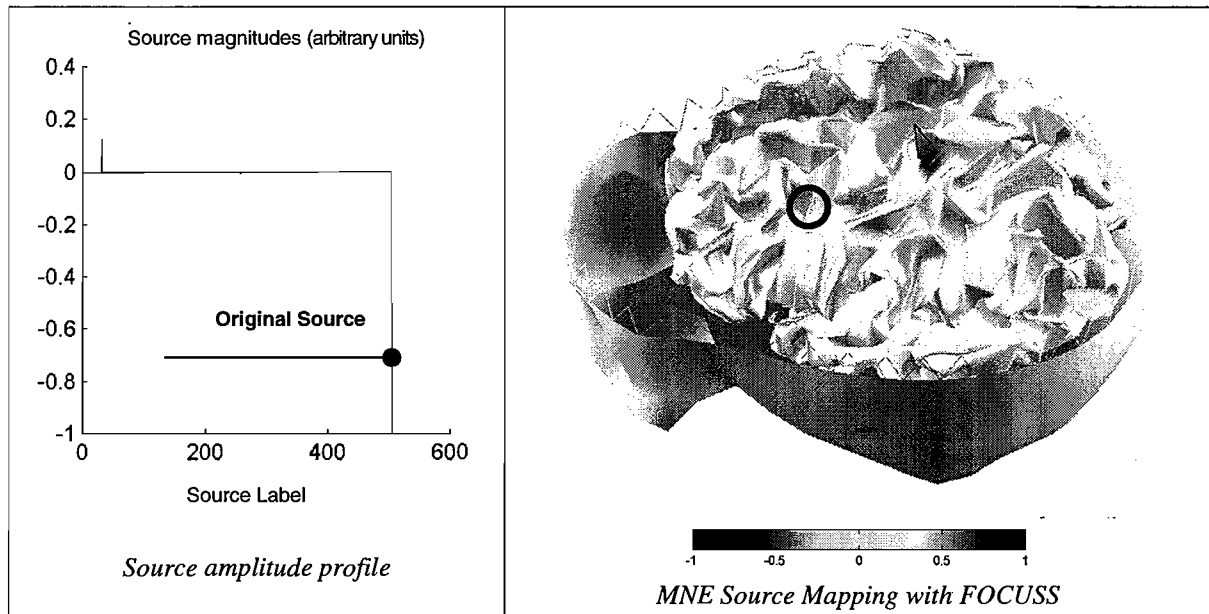 Source magnitudes (arbitrary units)
0.4
0.2
0
-0.2
-0.4
-0.6
-0.8
-1
Original Source
0 200 400 600
Source Label
Source amplitude profile
-1 -0.5 0 0.5 1
MNE Source Mapping with FOCUSS